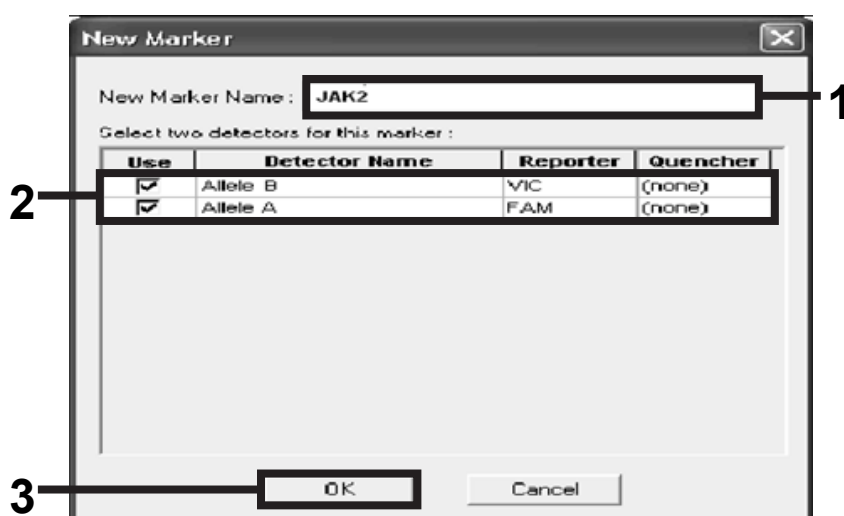 New Marker
New Marker Name : JAK2 1
Select two detectors for this marker :
Use Detector Name Reporter Quencher
2 Allele B VIC (none)
Allele A FAM (none)
3 OK Cancel